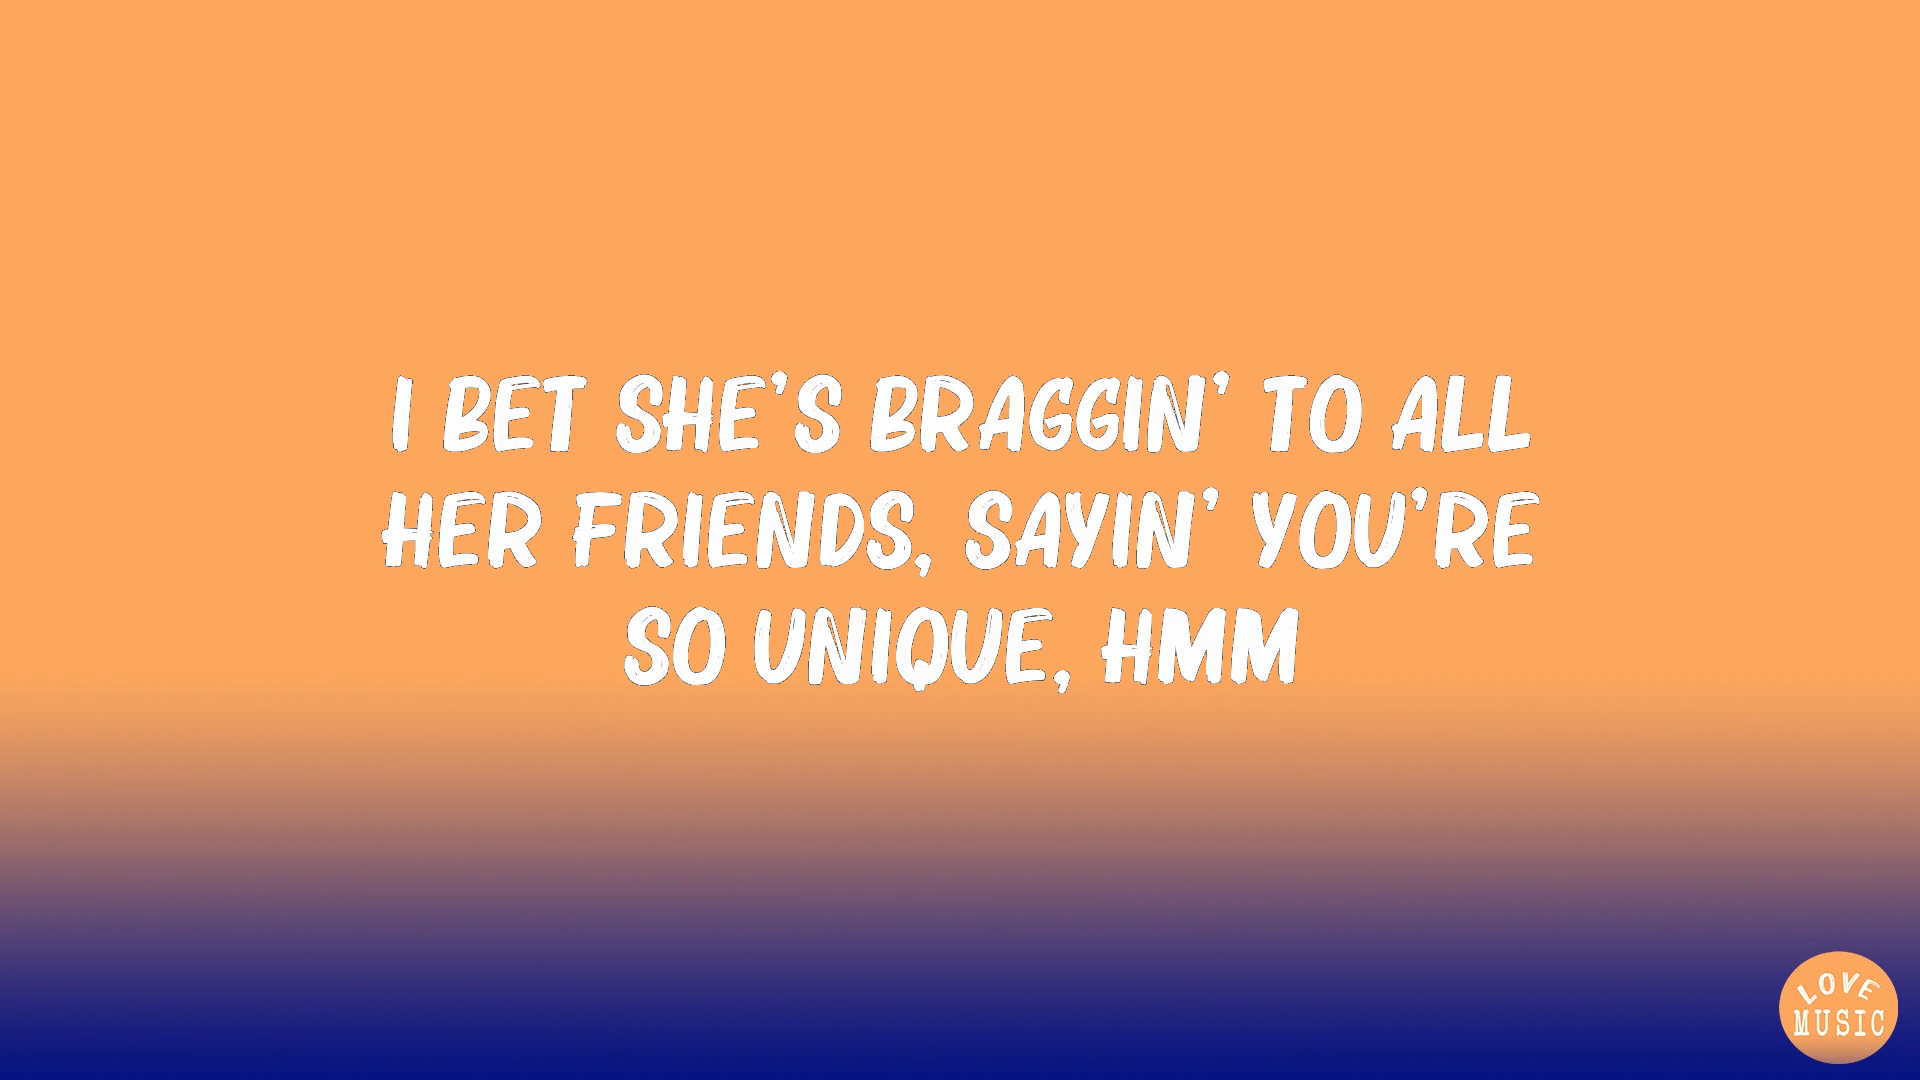 I BET SHE'S BRAGGIN' TO ALL
HER FRIENDS, SAYIN' YOU'RE
SO UNIQUE, HMM
LOVE
MUSIC